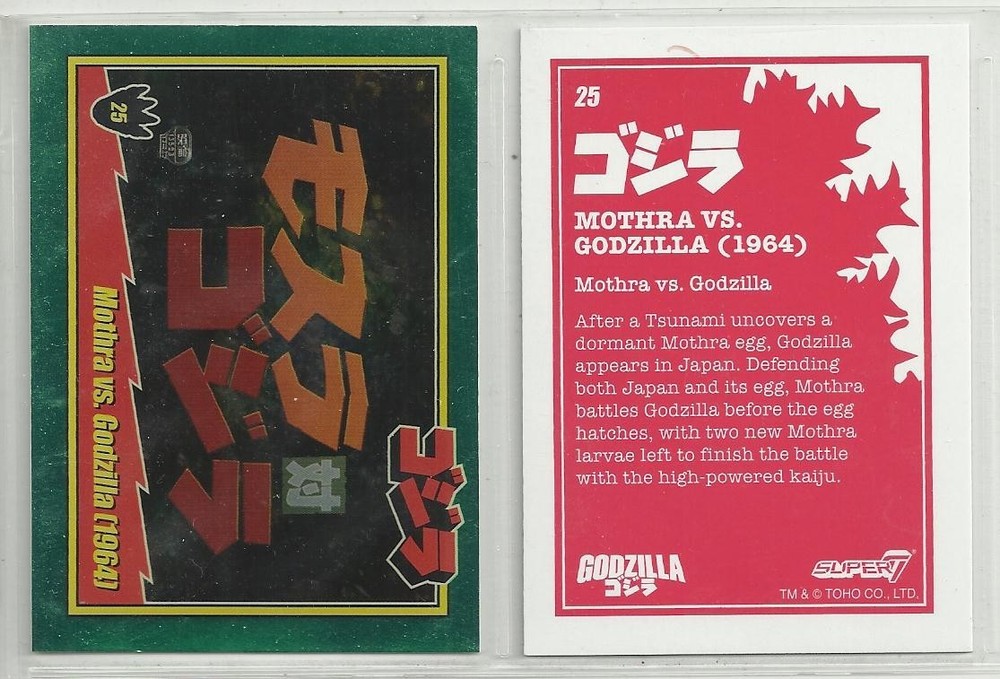 25
モスラ
対
ゴジラ
ゴジラ
Mothra vs. Godzilla (1964)
25
ゴジラ
MOTHRA VS.
GODZILLA (1964)
Mothra vs. Godzilla
After a Tsunami uncovers a
dormant Mothra egg, Godzilla
appears in Japan. Defending
both Japan and its egg, Mothra
battles Godzilla before the egg
hatches, with two new Mothra
larvae left to finish the battle
with the high-powered kaiju.
GODZILLA
ゴジラ
SUPER7
TM & © TOHO CO., LTD.